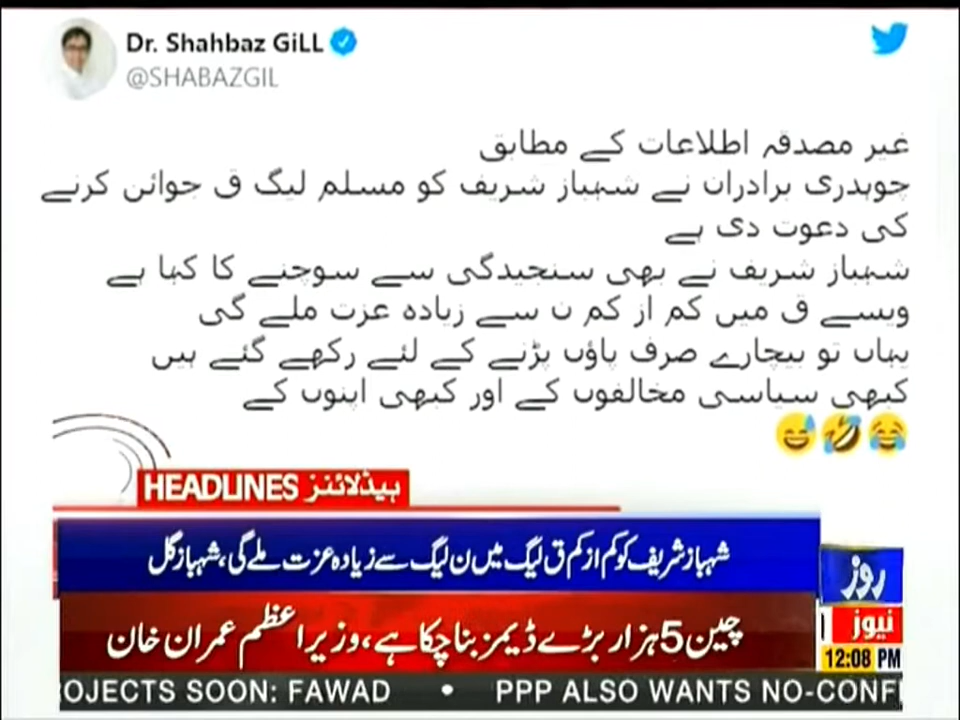 Dr. Shahbaz GiLL
@SHABAZGIL
غیر مصدقہ اطلاعات کے مطابق
چوہدری برادران نے شہباز شریف کو مسلم لیگ ق جوائن کرنے
کی دعوت دی ہے
شہباز شریف نے بھی سنجیدگی سے سوچنے کا کہا ہے
ویسے ق میں کم از کم ن سے زیادہ عزت ملے گی
یہاں تو بیچارے صرف پاؤں پڑنے کے لئے رکھے گئے ہیں
کبھی سیاسی مخالفوں کے اور کبھی اپنوں کے
😂🤣😅
HEADLINES ہیڈلائنز
شہباز شریف کو کم از کم ق لیگ میں ن لیگ سے زیادہ عزت ملے گی، شہباز گل
چین 5 ہزار بڑے ڈیمز بنا چکا ہے، وزیراعظم عمران خان
روز
نیوز
12:08 PM
OJECTS SOON: FAWAD • PPP ALSO WANTS NO-CONFI